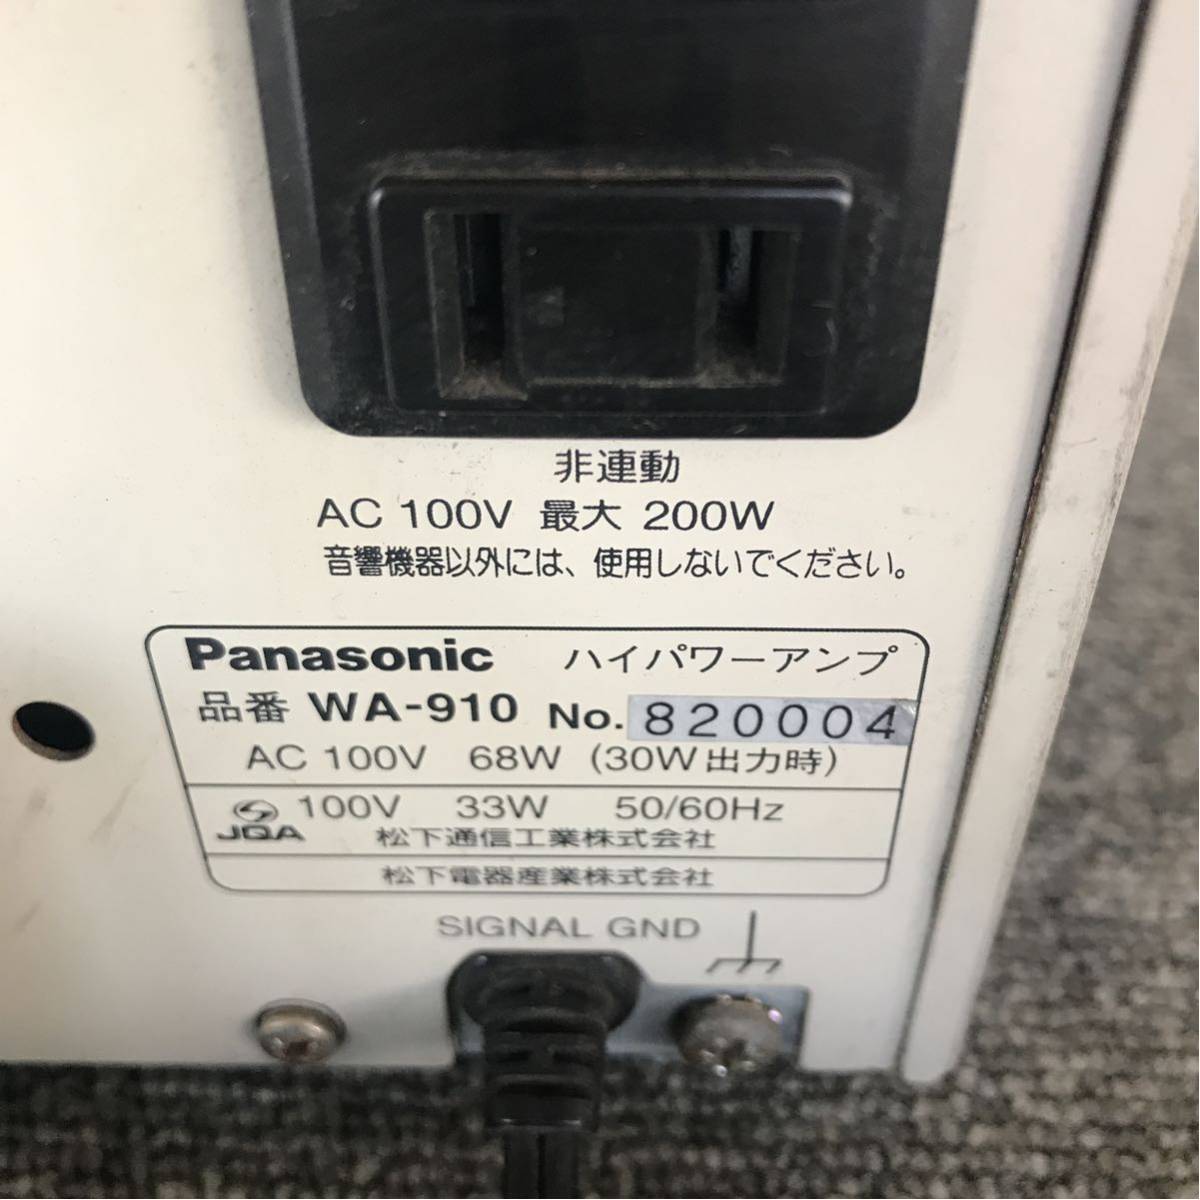 非連動
AC 100V 最大 200W
音響機器以外には、使用しないでください。
Panasonic ハイパワーアンプ
品番 WA-910 No. 820004
AC 100V 68W (30W出力時)
JQA 100V 33W 50/60Hz
松下通信工業株式会社
松下電器産業株式会社
SIGNAL GND